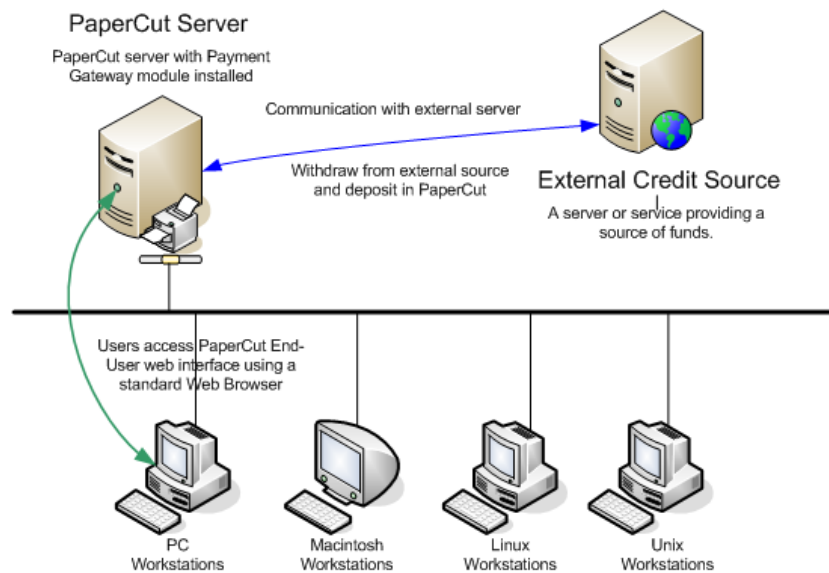 PaperCut Server
PaperCut server with Payment
Gateway module installed
Communication with external server
Withdraw from external source
and deposit in PaperCut
External Credit Source
A server or service providing a
source of funds.
Users access PaperCut End-
User web interface using a
standard Web Browser
PC
Workstations
Macintosh
Workstations
Linux
Workstations
Unix
Workstations